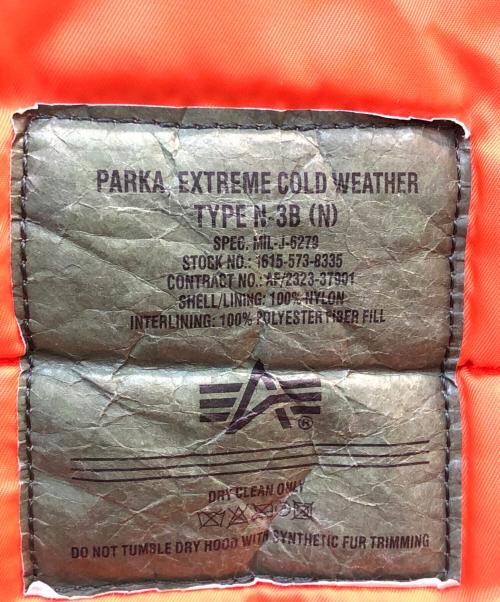 PARKA, EXTREME COLD WEATHER
TYPE N-3B (N)
SPEC. MIL-J-6279
STOCK NO.: 1615-573-8335
CONTRACT NO.: AF/2323-37901
SHELL/LINING: 100% NYLON
INTERLINING: 100% POLYESTER FIBER FILL
®
DRY CLEAN ONLY
DO NOT TUMBLE DRY HOOD WITH SYNTHETIC FUR TRIMMING